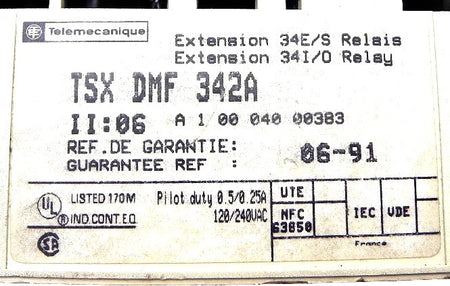 Telemecanique
Extension 34E/S Relais
Extension 34I/O Relay
TSX DMF 342A
II:06 A 1 00 040 00383
REF.DE GARANTIE:
GUARANTEE REF : 06-91
UL ® LISTED 170M
IND.CONT.EQ.
Pilot duty 0.5/0.25A
120/240VAC
UTE
NFC
63850
IEC VDE
France